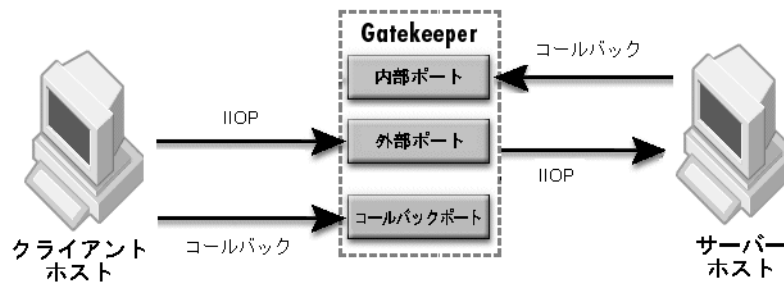 Gatekeeper
コールバック
内部ポート
IIOP
外部ポート
IIOP
コールバックポート
コールバック
クライアント
ホスト
サーバー
ホスト